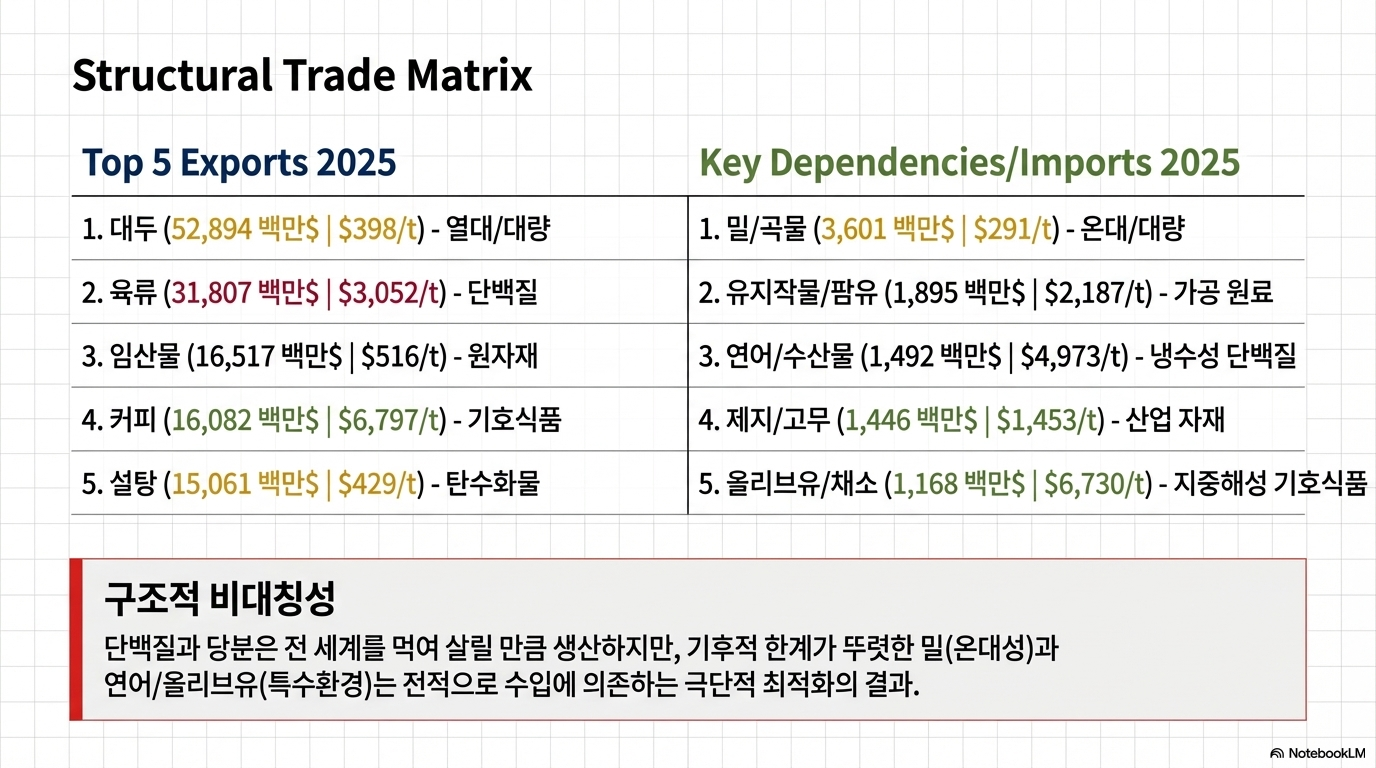 Structural Trade Matrix
Top 5 Exports 2025
1. 대두 (52,894 백만$ | $398/t) - 열대/대량
2. 육류 (31,807 백만$ | $3,052/t) - 단백질
3. 임산물 (16,517 백만$ | $516/t) - 원자재
4. 커피 (16,082 백만$ | $6,797/t) - 기호식품
5. 설탕 (15,061 백만$ | $429/t) - 탄수화물
Key Dependencies/Imports 2025
1. 밀/곡물 (3,601 백만$ | $291/t) - 온대/대량
2. 유지작물/팜유 (1,895 백만$ | $2,187/t) - 가공 원료
3. 연어/수산물 (1,492 백만$ | $4,973/t) - 냉수성 단백질
4. 제지/고무 (1,446 백만$ | $1,453/t) - 산업 자재
5. 올리브유/채소 (1,168 백만$ | $6,730/t) - 지중해성 기호식품
구조적 비대칭성
단백질과 당분은 전 세계를 먹여 살릴 만큼 생산하지만, 기후적 한계가 뚜렷한 밀(온대성)과
연어/올리브유(특수환경)는 전적으로 수입에 의존하는 극단적 최적화의 결과.
NotebookLM